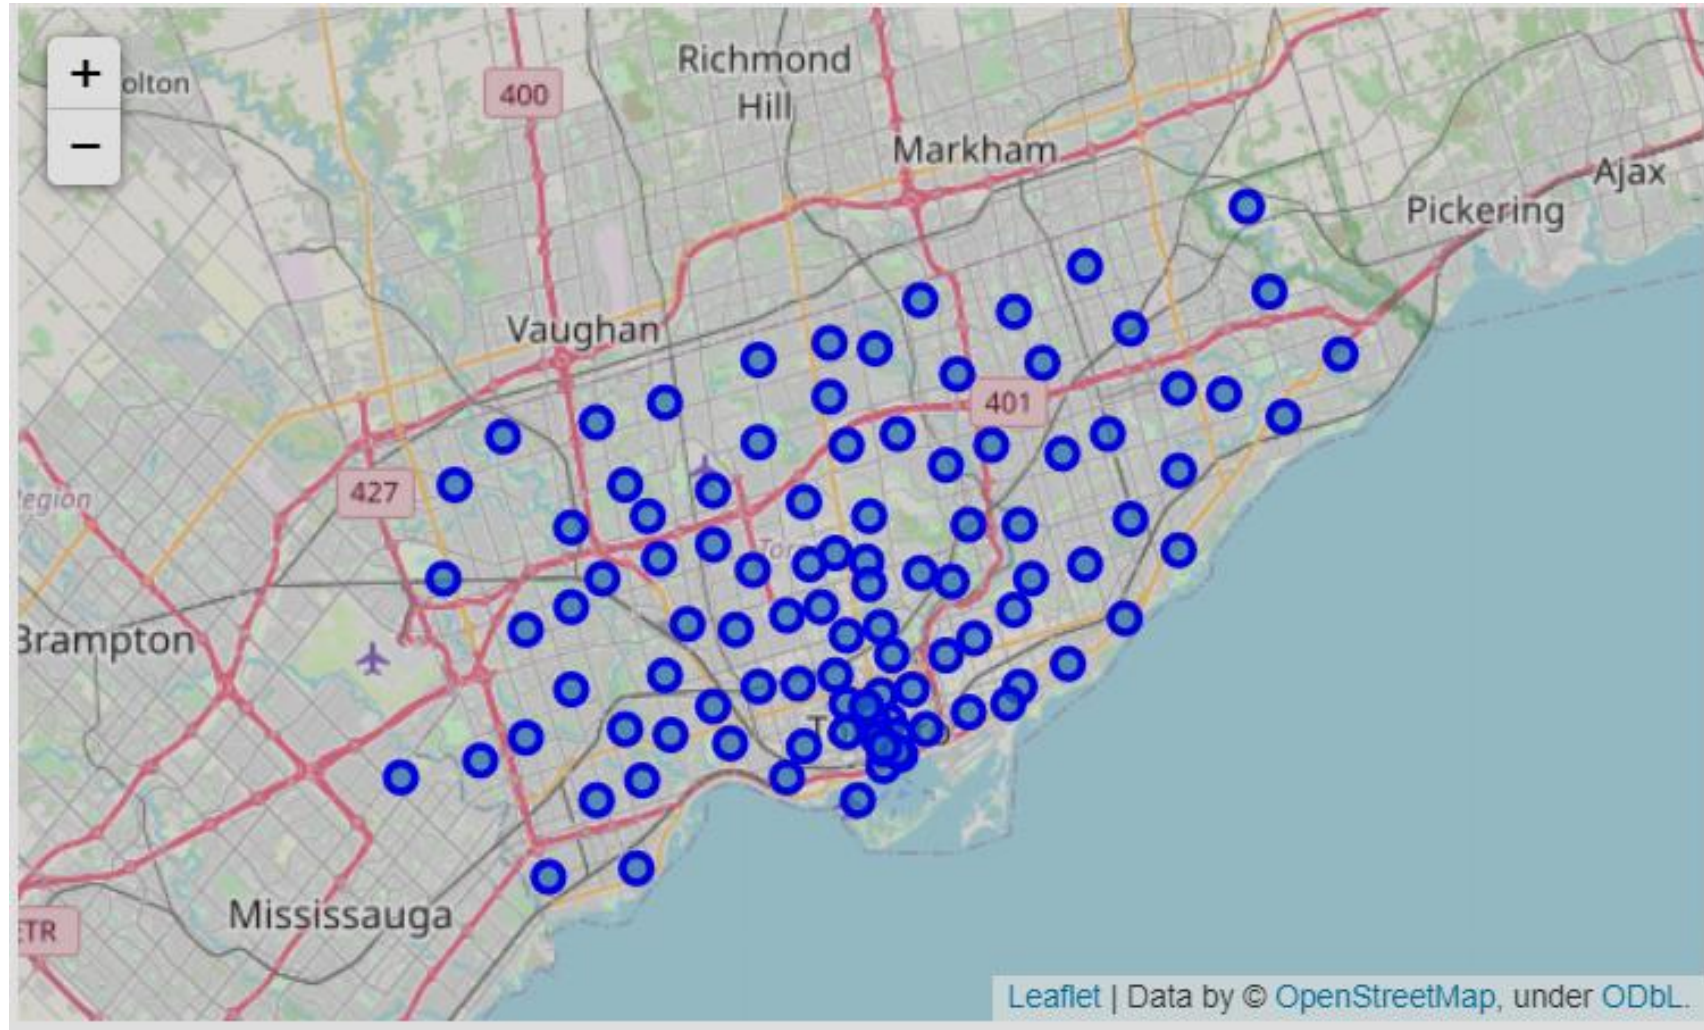 +
olton
−
400
Richmond
Hill
Markham
Ajax
Pickering
Vaughan
401
427
egion
Brampton
Mississauga
ETR
Leaflet | Data by © OpenStreetMap, under ODbL.